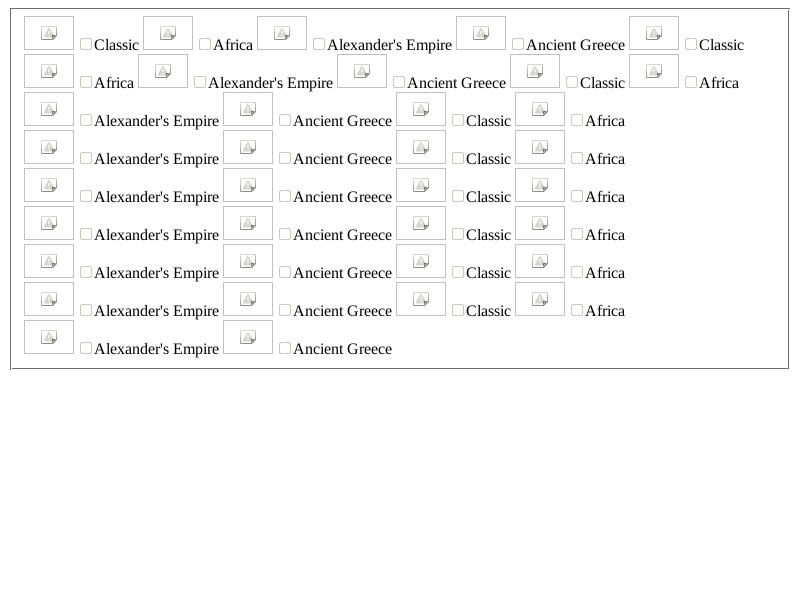 Classic Africa Alexander's Empire Ancient Greece Classic
Africa Alexander's Empire Ancient Greece Classic Africa
Alexander's Empire Ancient Greece Classic Africa
Alexander's Empire Ancient Greece Classic Africa
Alexander's Empire Ancient Greece Classic Africa
Alexander's Empire Ancient Greece Classic Africa
Alexander's Empire Ancient Greece Classic Africa
Alexander's Empire Ancient Greece Classic Africa
Alexander's Empire Ancient Greece